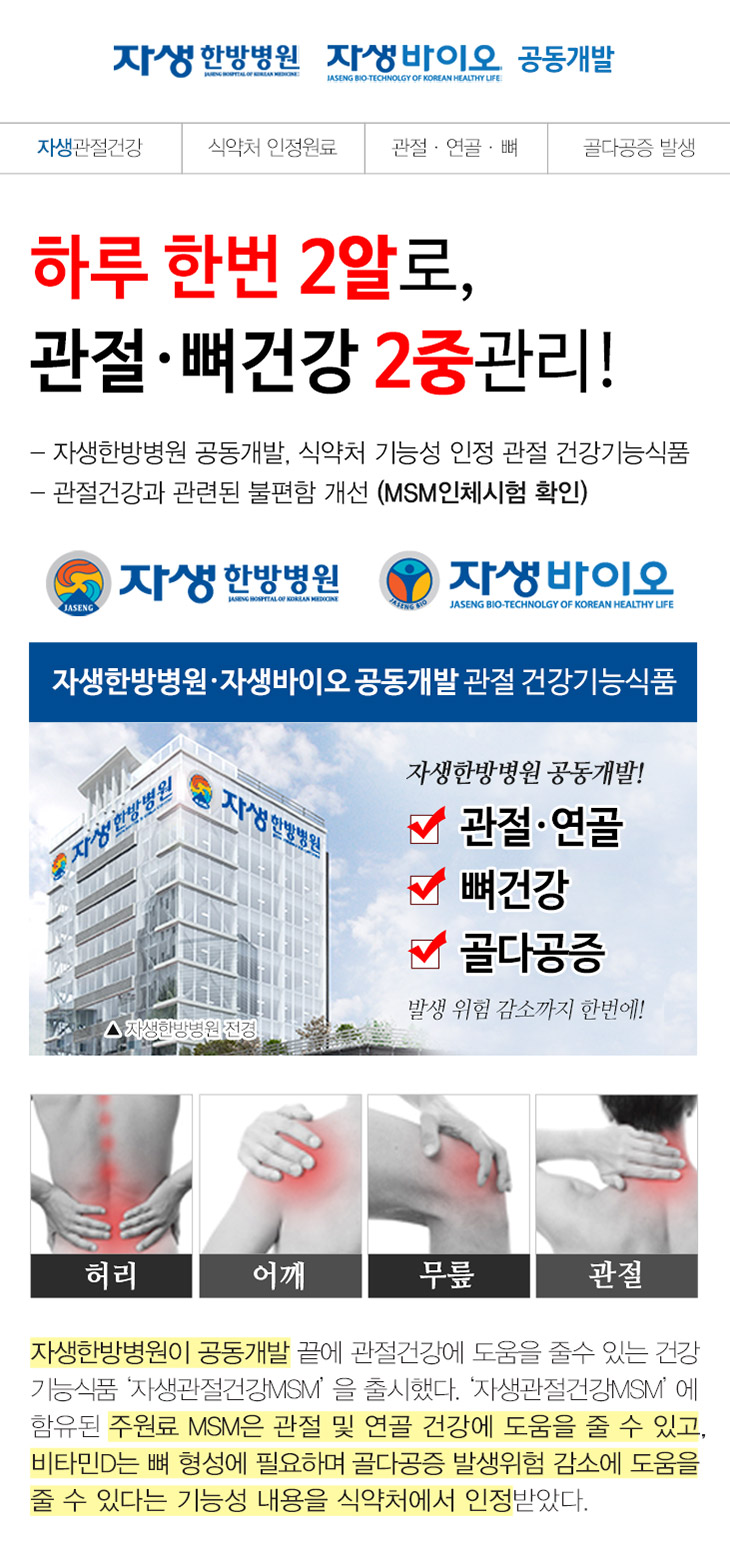 자생한방병원 자생바이오 공동개발
JASENG HOSPITAL OF KOREAN MEDICINE JASENG BIO-TECHNOLGY OF KOREAN HEALTHY LIFE
자생관절건강 식약처 인정원료 관절·연골·뼈 골다공증 발생
하루 한번 2알로,
관절·뼈건강 2중관리!
– 자생한방병원 공동개발, 식약처 기능성 인정 관절 건강기능식품
– 관절건강과 관련된 불편함 개선 (MSM인체시험 확인)
자생한방병원 자생바이오
JASENG JASENG HOSPITAL OF KOREAN MEDICINE JASENG BIO JASENG BIO-TECHNOLGY OF KOREAN HEALTHY LIFE
자생한방병원·자생바이오 공동개발 관절 건강기능식품
자생한방병원 자생한방병원
자생한방병원 공동개발!
관절·연골
뼈건강
골다공증
발생 위험 감소까지 한번에!
▲ 자생한방병원 전경
허리 어깨 무릎 관절
자생한방병원이 공동개발 끝에 관절건강에 도움을 줄수 있는 건강
기능식품 ‘자생관절건강MSM’ 을 출시했다. ‘자생관절건강MSM’ 에
함유된 주원료 MSM은 관절 및 연골 건강에 도움을 줄 수 있고,
비타민D는 뼈 형성에 필요하며 골다공증 발생위험 감소에 도움을
줄 수 있다는 기능성 내용을 식약처에서 인정받았다.